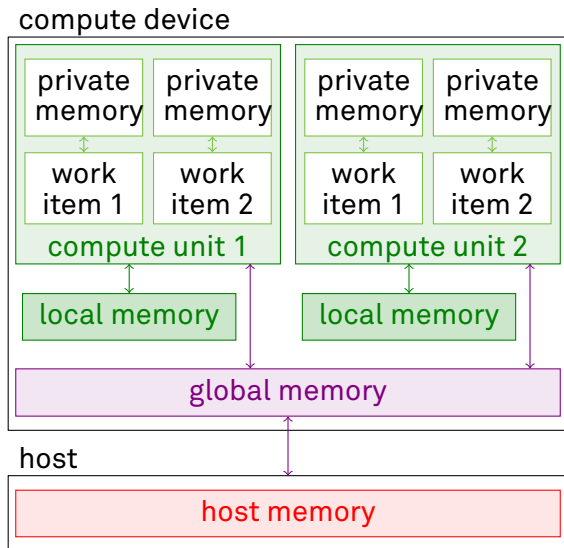 compute device
private
memory
private
memory
private
memory
private
memory
work
item 1
work
item 2
work
item 1
work
item 2
compute unit 1
compute unit 2
local memory
local memory
global memory
host
host memory